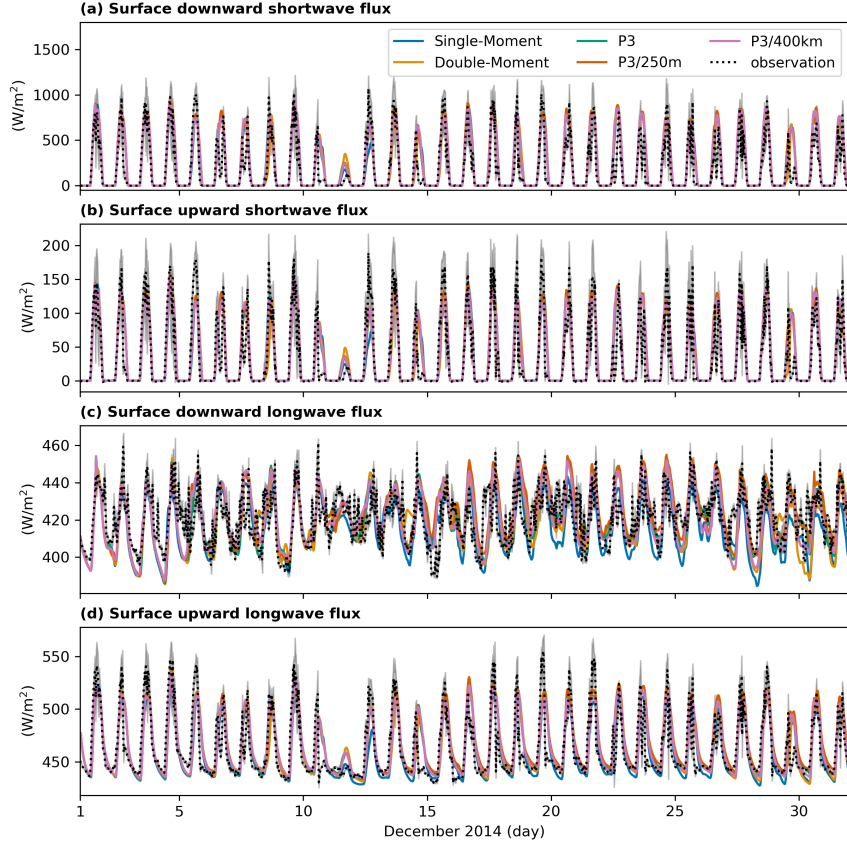 (a) Surface downward shortwave flux
1500
1000
500
0
(W/m²)
Single-Moment
Double-Moment
P3
P3/250m
P3/400km
observation
(b) Surface upward shortwave flux
200
150
100
50
0
(W/m²)
(c) Surface downward longwave flux
460
440
420
400
(W/m²)
(d) Surface upward longwave flux
550
500
450
(W/m²)
1 5 10 15 20 25 30
December 2014 (day)